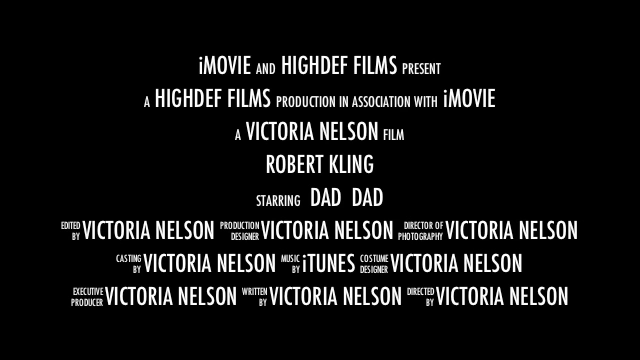 iMOVIE AND HIGHDEF FILMS PRESENT
A HIGHDEF FILMS PRODUCTION IN ASSOCIATION WITH iMOVIE
A VICTORIA NELSON FILM
ROBERT KLING
STARRING DAD DAD
EDITED BY VICTORIA NELSON PRODUCTION DESIGNER VICTORIA NELSON DIRECTOR OF PHOTOGRAPHY VICTORIA NELSON
CASTING BY VICTORIA NELSON MUSIC BY iTUNES COSTUME DESIGNER VICTORIA NELSON
EXECUTIVE PRODUCER VICTORIA NELSON WRITTEN BY VICTORIA NELSON DIRECTED BY VICTORIA NELSON